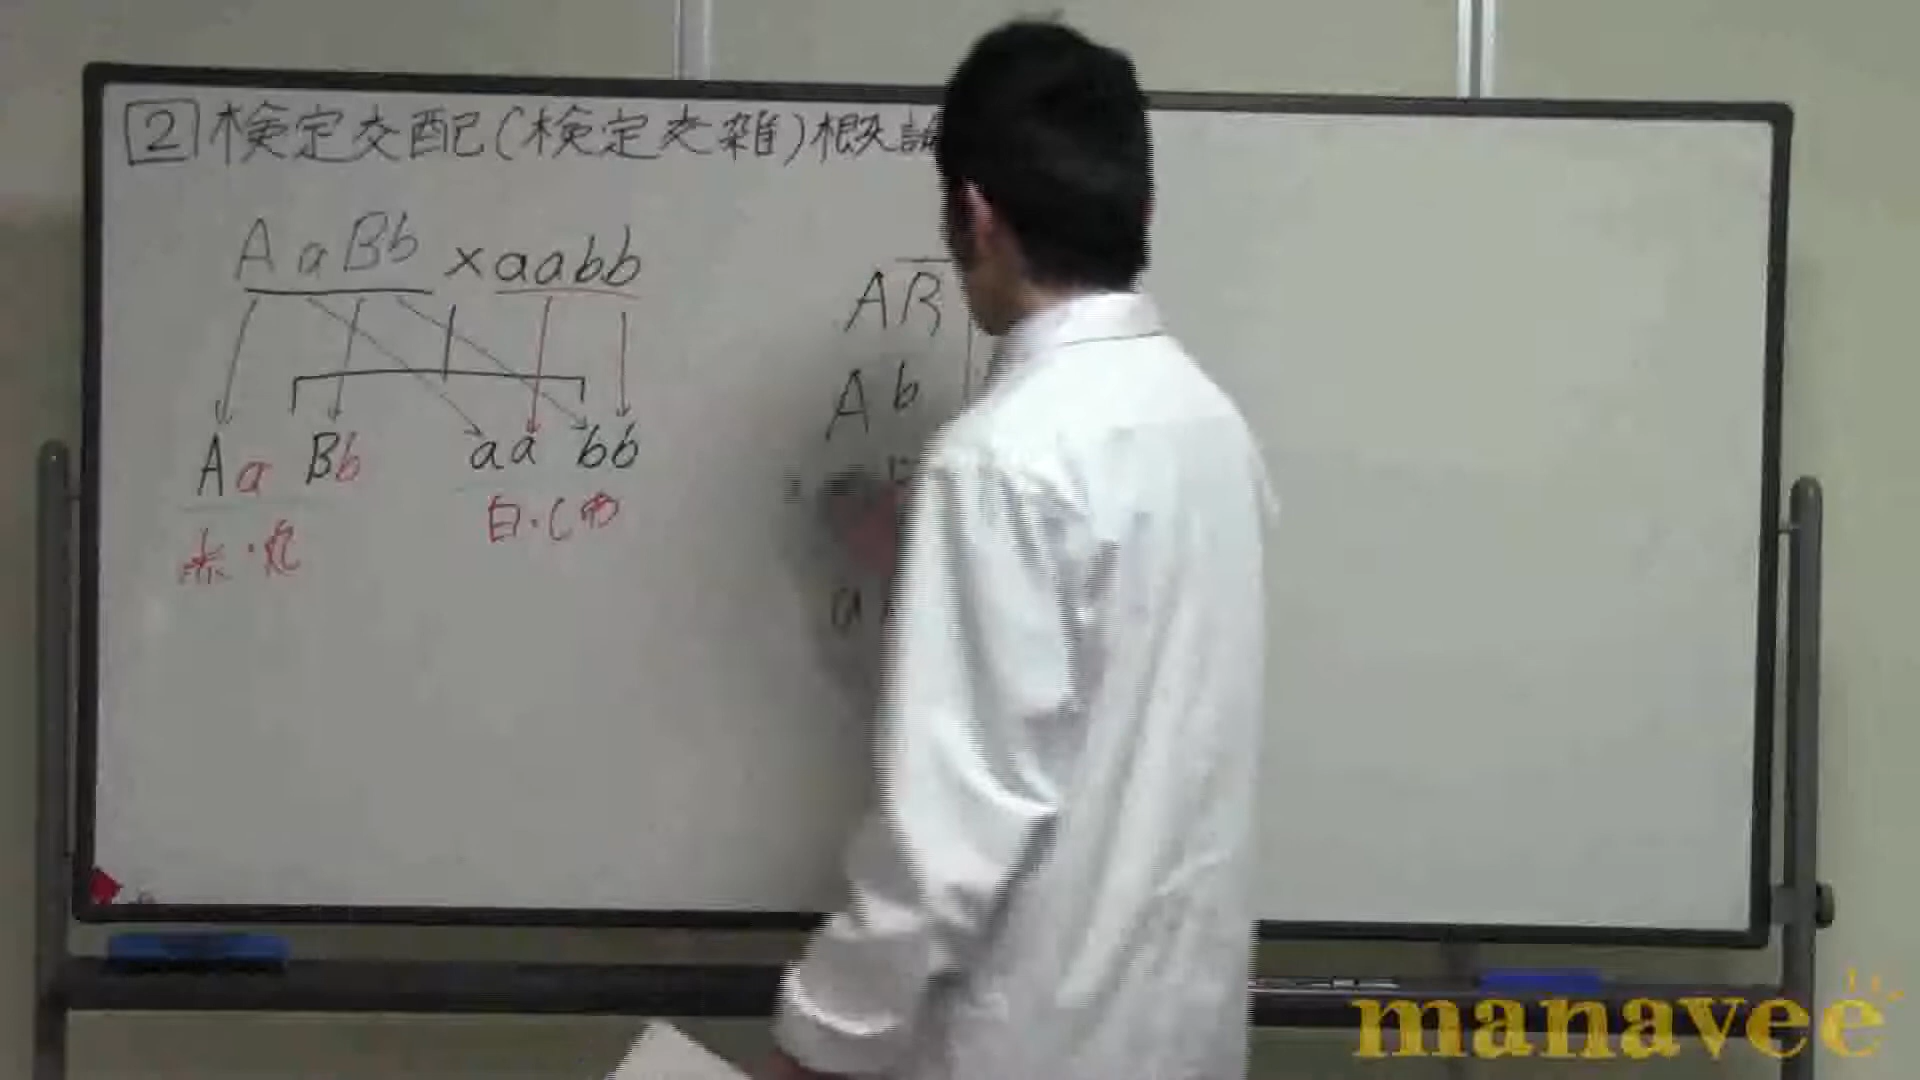 2 検定交配(検定交雑)概論
AaBb × aabb
Aa Bb
aa bb
赤・丸
白・しわ
AB
Ab
a
manavee